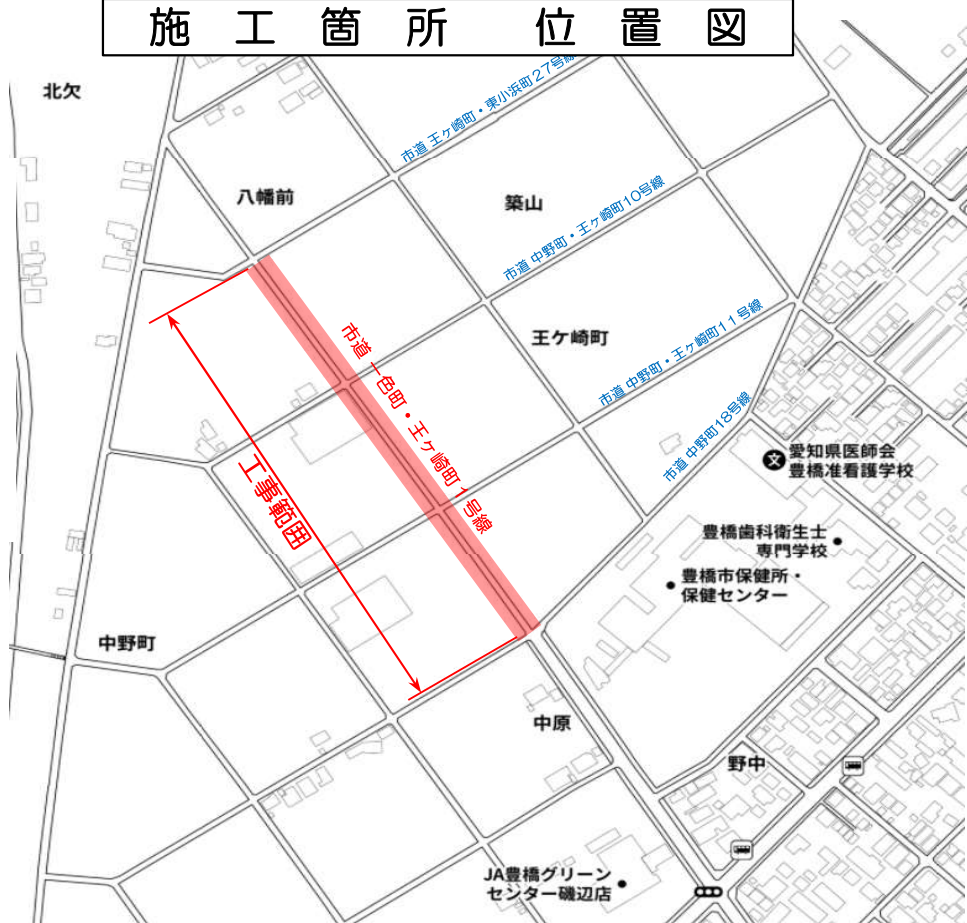 施工箇所 位置図
北欠
市道 王ヶ崎町・東小浜町27号線
八幡前
築山
市道 中野町・王ヶ崎町10号線
王ケ崎町
市道 中野町・王ヶ崎町11号線
市道 一色町・王ヶ崎町1号線
市道 中野町18号線
愛知県医師会
豊橋准看護学校
工事範囲
豊橋歯科衛生士
専門学校
豊橋市保健所・
保健センター
中野町
中原
野中
JA豊橋グリーン
センター磯辺店